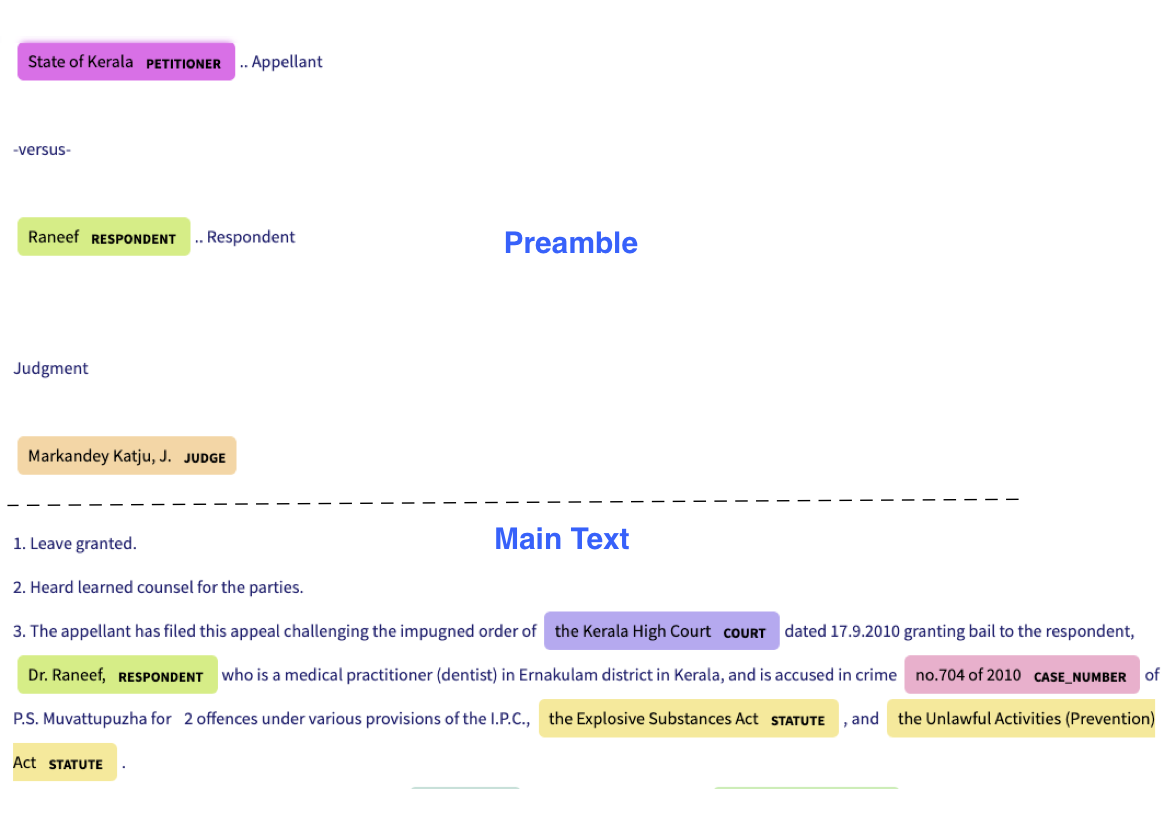 State of Kerala PETITIONER .. Appellant
-versus-
Raneef RESPONDENT .. Respondent
Preamble
Judgment
Markandey Katju, J. JUDGE
Main Text
1. Leave granted.
2. Heard learned counsel for the parties.
3. The appellant has filed this appeal challenging the impugned order of the Kerala High Court COURT dated 17.9.2010 granting bail to the respondent,
Dr. Raneef, RESPONDENT who is a medical practitioner (dentist) in Ernakulam district in Kerala, and is accused in crime no.704 of 2010 CASE_NUMBER of
P.S. Muvattupuzha for 2 offences under various provisions of the I.P.C., the Explosive Substances Act STATUTE , and the Unlawful Activities (Prevention)
Act STATUTE .